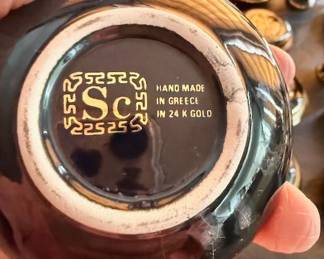 Sc
HAND MADE
IN GREECE
IN 24 K GOLD